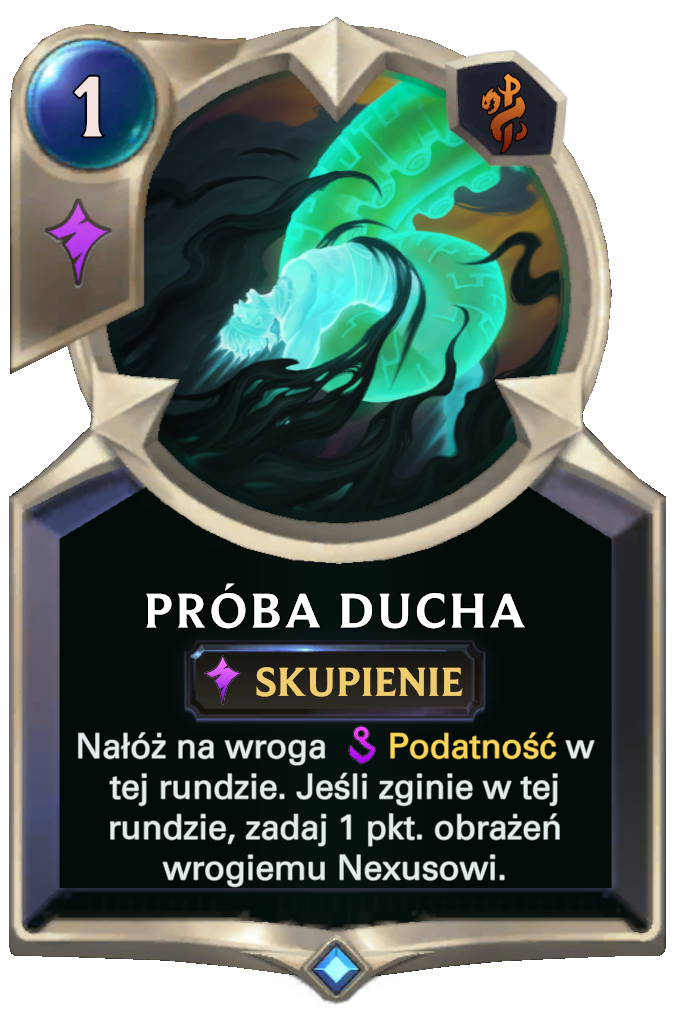 1
PRÓBA DUCHA
SKUPIENIE
Nałóż na wroga Podatność w
tej rundzie. Jeśli zginie w tej
rundzie, zadaj 1 pkt. obrażeń
wrogiemu Nexusowi.